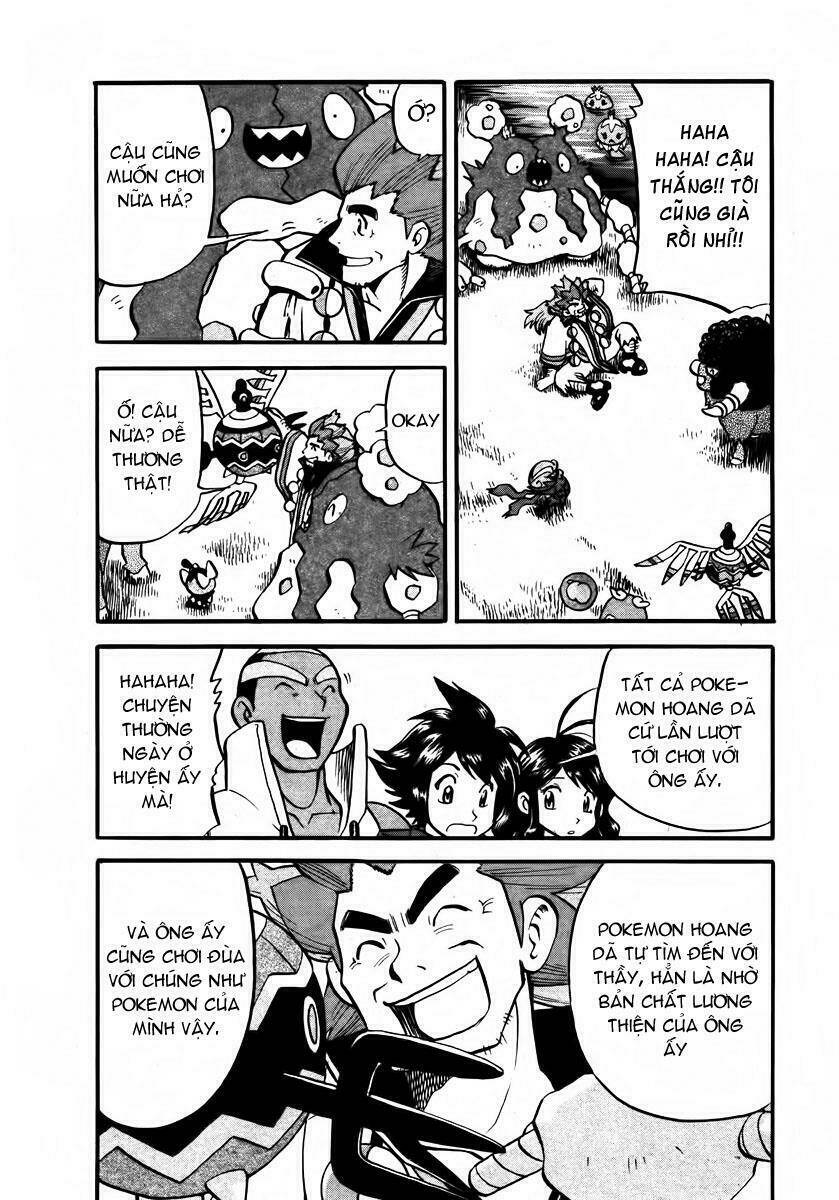 HAHA
HAHA! CẬU
THẮNG!! TÔI
CŨNG GIÀ
RỒI NHỈ!!
Ớ?
CẬU CŨNG
MUỐN CHƠI
NỮA HẢ?
OKAY
Ố! CẬU
NỮA? DỄ
THƯƠNG
THẬT!
TẤT CẢ POKE-
MON HOANG DÃ
CỨ LẦN LƯỢT
TỚI CHƠI VỚI
ÔNG ẤY.
HAHAHA!
CHUYỆN
THƯỜNG
NGÀY Ở
HUYỆN ẤY
MÀ!
POKEMON HOANG
DÃ TỰ TÌM ĐẾN VỚI
THẦY, HẲN LÀ NHỜ
BẢN CHẤT LƯƠNG
THIỆN CỦA ÔNG
ẤY
VÀ ÔNG ẤY
CŨNG CHƠI ĐÙA
VỚI CHÚNG NHƯ
POKEMON CỦA
MÌNH VẬY.